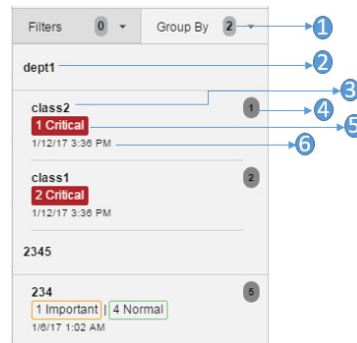 Filters 0 Group By 2 1
dept1 2
class2 1 3
4
1 Critical 5
1/12/17 3:36 PM 6
class1 2
2 Critical
1/12/17 3:36 PM
2345
234 5
1 Important | 4 Normal
1/6/17 1:02 AM